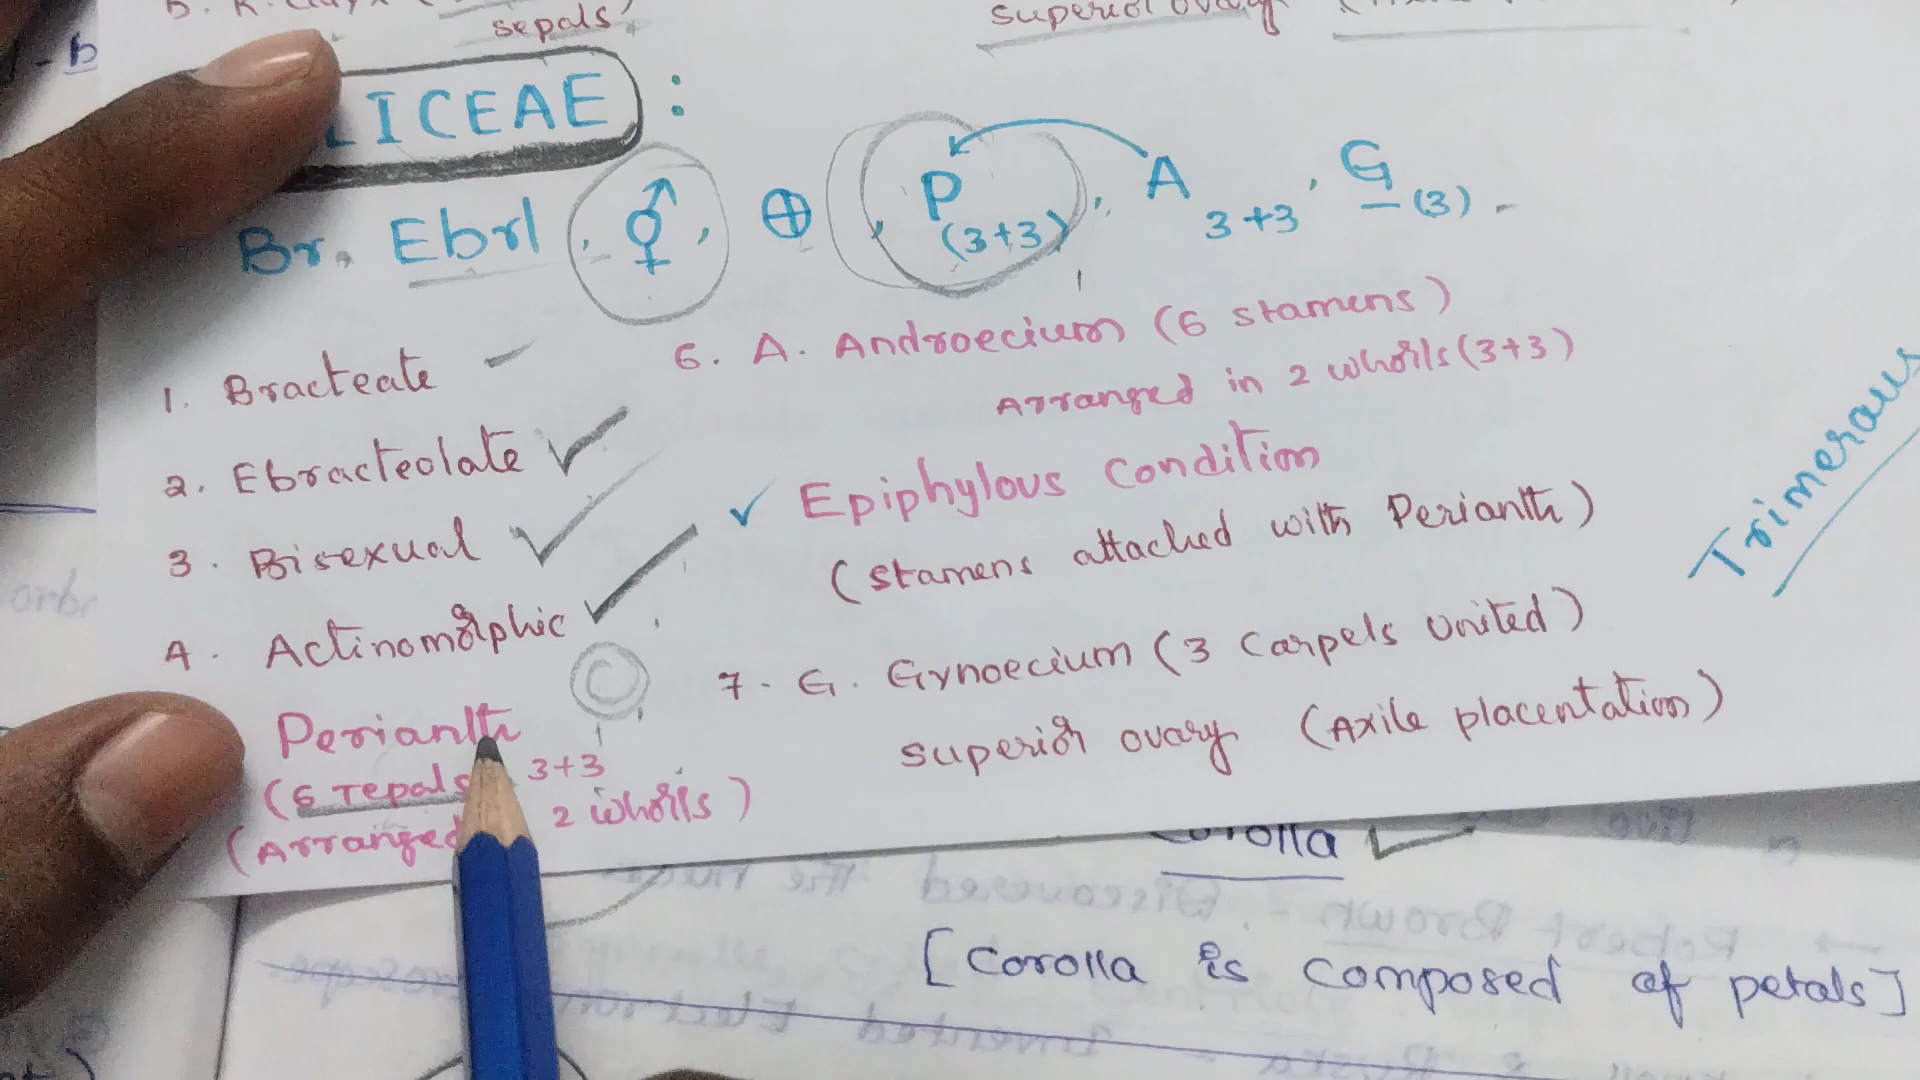 sepals
superior ovary
LICEAE :
Br. Ebrl, ⚥, ⊕, P(3+3), A 3+3, G(3).
1. Bracteate
2. Ebracteolate
3. Bisexual
4. Actinomorphic
Perianth
(6 Tepals 3+3
(Arranged 2 whorls)
6. A. Androecium (6 stamens)
Arranged in 2 whorls (3+3)
Epiphylous Condition
(stamens attached with Perianth)
7. G. Gynoecium (3 Carpels united)
superior ovary (Axile placentation)
Trimerous
Corolla
[Corolla is composed of petals]